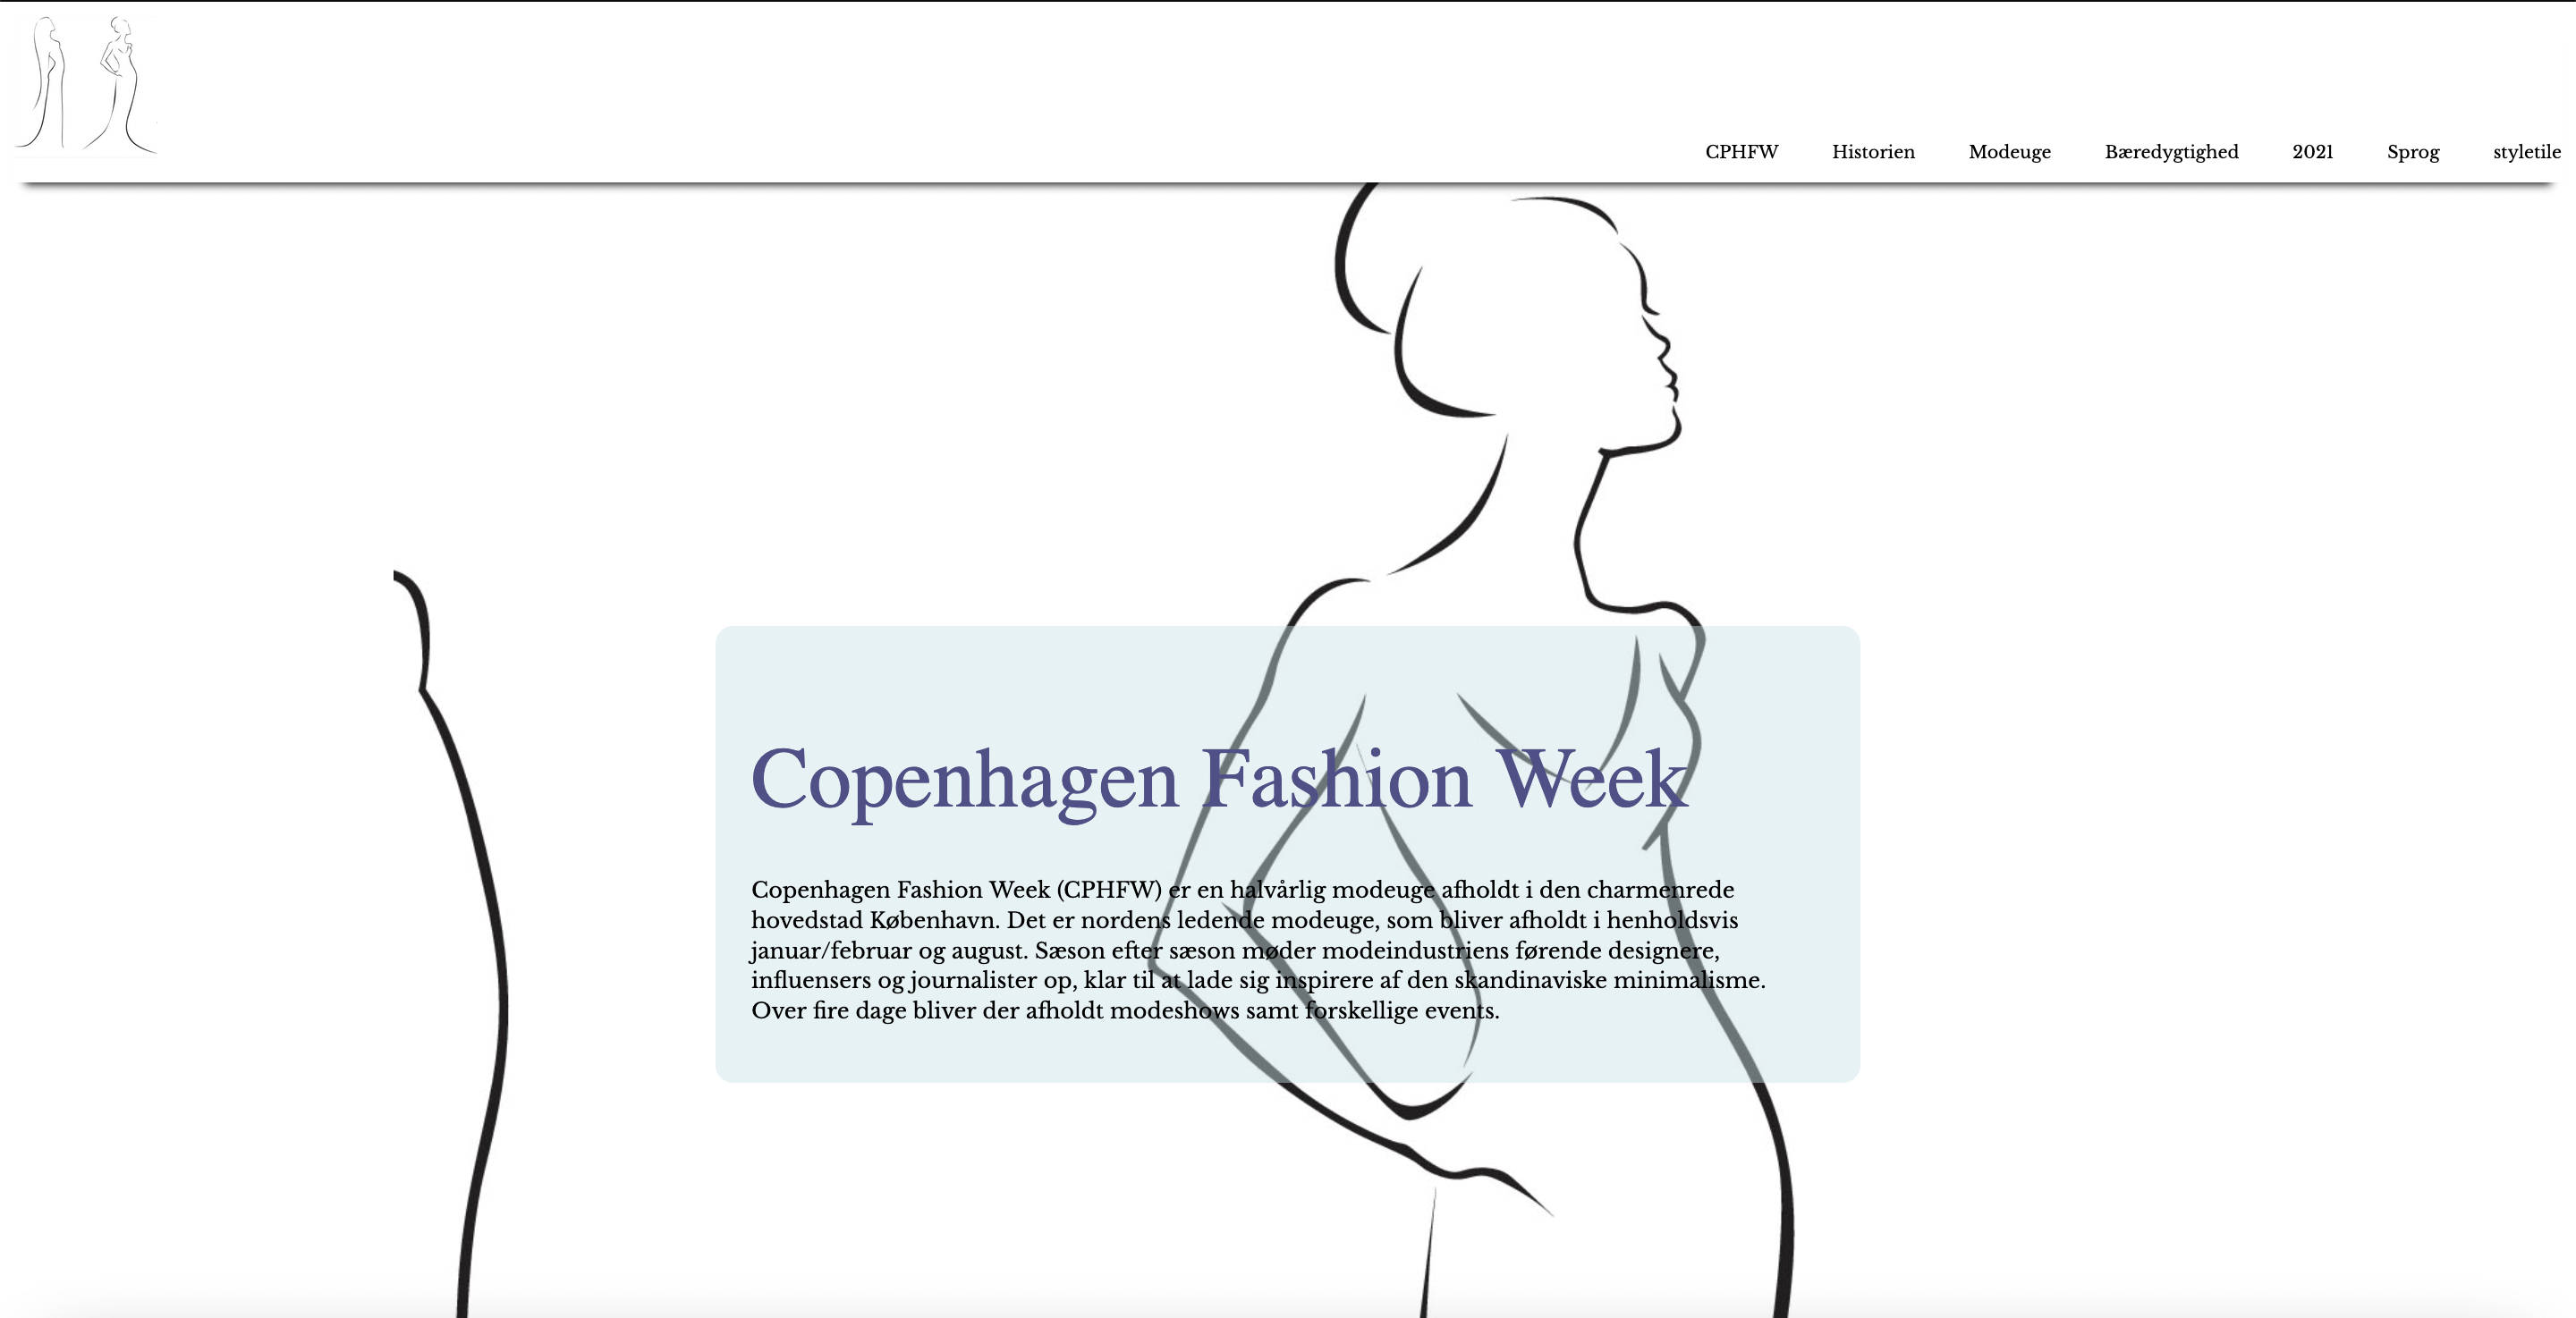 CPHFW Historien Modeuge Bæredygtighed 2021 Sprog styletile
Copenhagen Fashion Week
Copenhagen Fashion Week (CPHFW) er en halvårlig modeuge afholdt i den charmenrede
hovedstad København. Det er nordens ledende modeuge, som bliver afholdt i henholdsvis
januar/februar og august. Sæson efter sæson møder modeindustriens førende designere,
influensers og journalister op, klar til at lade sig inspirere af den skandinaviske minimalisme.
Over fire dage bliver der afholdt modeshows samt forskellige events.